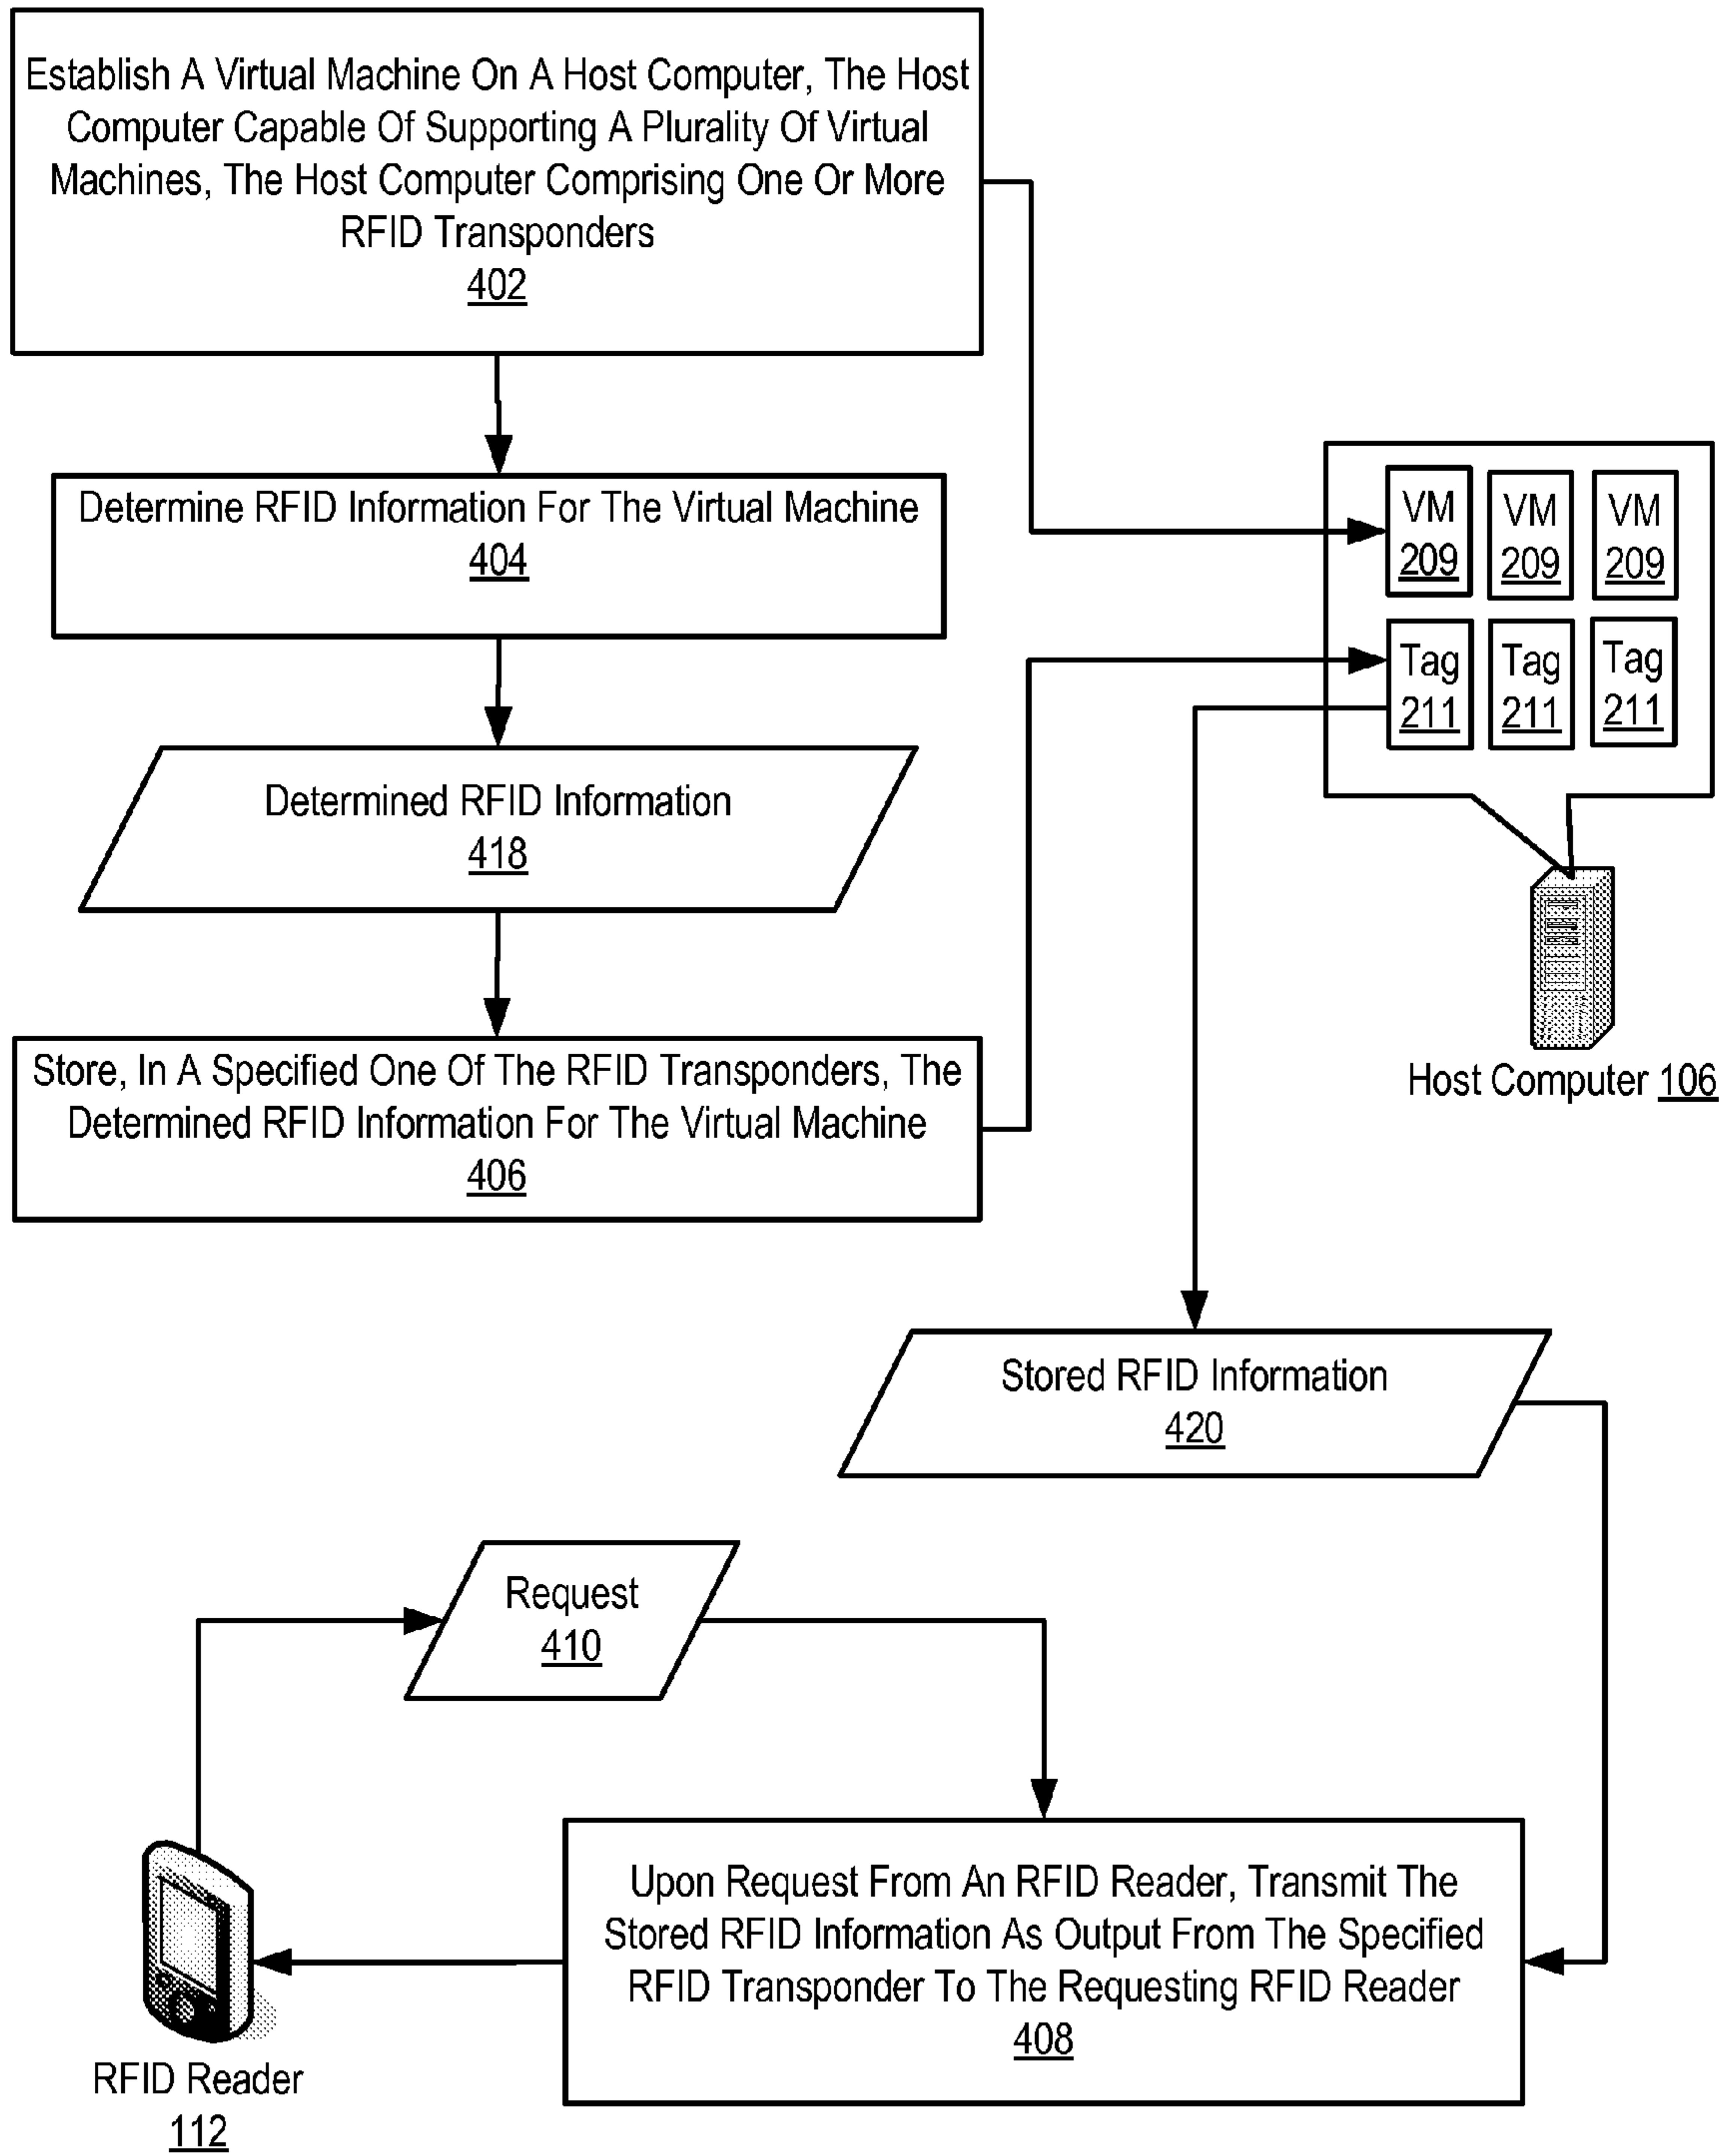 Establish A Virtual Machine On A Host Computer, The Host
Computer Capable Of Supporting A Plurality Of Virtual
Machines, The Host Computer Comprising One Or More
RFID Transponders
402
Determine RFID Information For The Virtual Machine
404
VM
209
VM
209
VM
209
Tag
211
Tag
211
Tag
211
Determined RFID Information
418
Host Computer 106
Store, In A Specified One Of The RFID Transponders, The
Determined RFID Information For The Virtual Machine
406
Stored RFID Information
420
Request
410
Upon Request From An RFID Reader, Transmit The
Stored RFID Information As Output From The Specified
RFID Transponder To The Requesting RFID Reader
408
RFID Reader
112